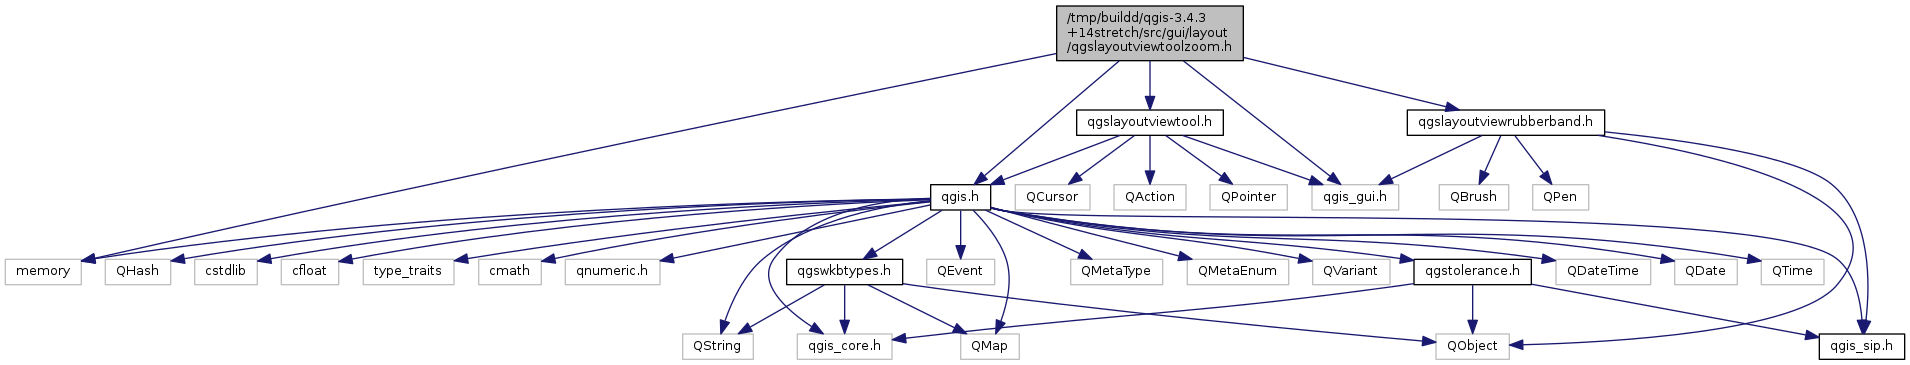 /tmp/buildd/qgis-3.4.3
+14stretch/src/gui/layout
/qgslayoutviewtoolzoom.h
qgslayoutviewtool.h
qgslayoutviewrubberband.h
qgis.h
QCursor
QAction
QPointer
qgis_gui.h
QBrush
QPen
memory
QHash
cstdlib
cfloat
type_traits
cmath
qnumeric.h
qgswkbtypes.h
QEvent
QMetaType
QMetaEnum
QVariant
qgstolerance.h
QDateTime
QDate
QTime
QString
qgis_core.h
QMap
QObject
qgis_sip.h